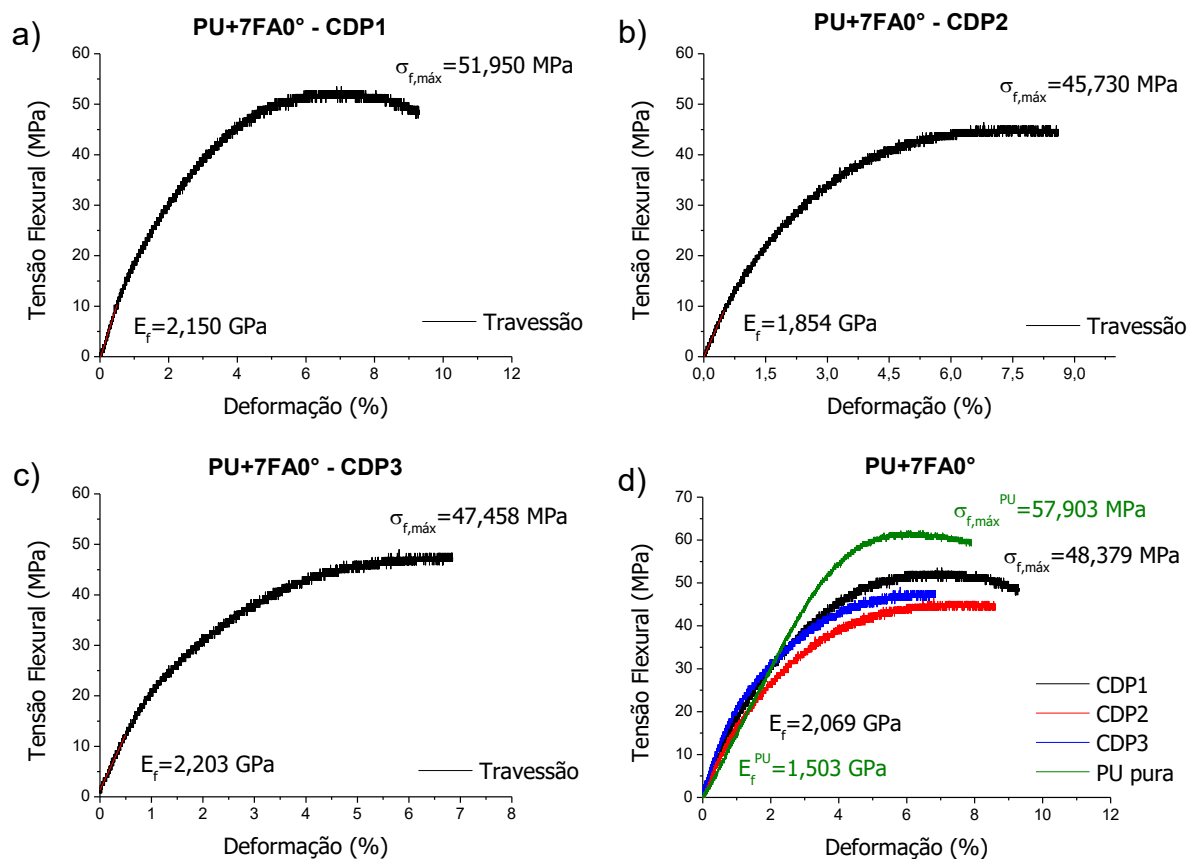 a)
PU+7FA0° - CDP1
σf,máx=51,950 MPa
Ef=2,150 GPa
Travessão
Tensão Flexural (MPa)
60
50
40
30
20
10
0
0 2 4 6 8 10 12
Deformação (%)
b)
PU+7FA0° - CDP2
σf,máx=45,730 MPa
Ef=1,854 GPa
Travessão
Tensão Flexural (MPa)
60
50
40
30
20
10
0
0,0 1,5 3,0 4,5 6,0 7,5 9,0
Deformação (%)
c)
PU+7FA0° - CDP3
σf,máx=47,458 MPa
Ef=2,203 GPa
Travessão
Tensão Flexural (MPa)
60
50
40
30
20
10
0
0 1 2 3 4 5 6 7 8
Deformação (%)
d)
PU+7FA0°
σf,máxPU=57,903 MPa
σf,máx=48,379 MPa
Ef=2,069 GPa
EfPU=1,503 GPa
CDP1
CDP2
CDP3
PU pura
Tensão Flexural (MPa)
70
60
50
40
30
20
10
0
0 2 4 6 8 10 12
Deformação (%)